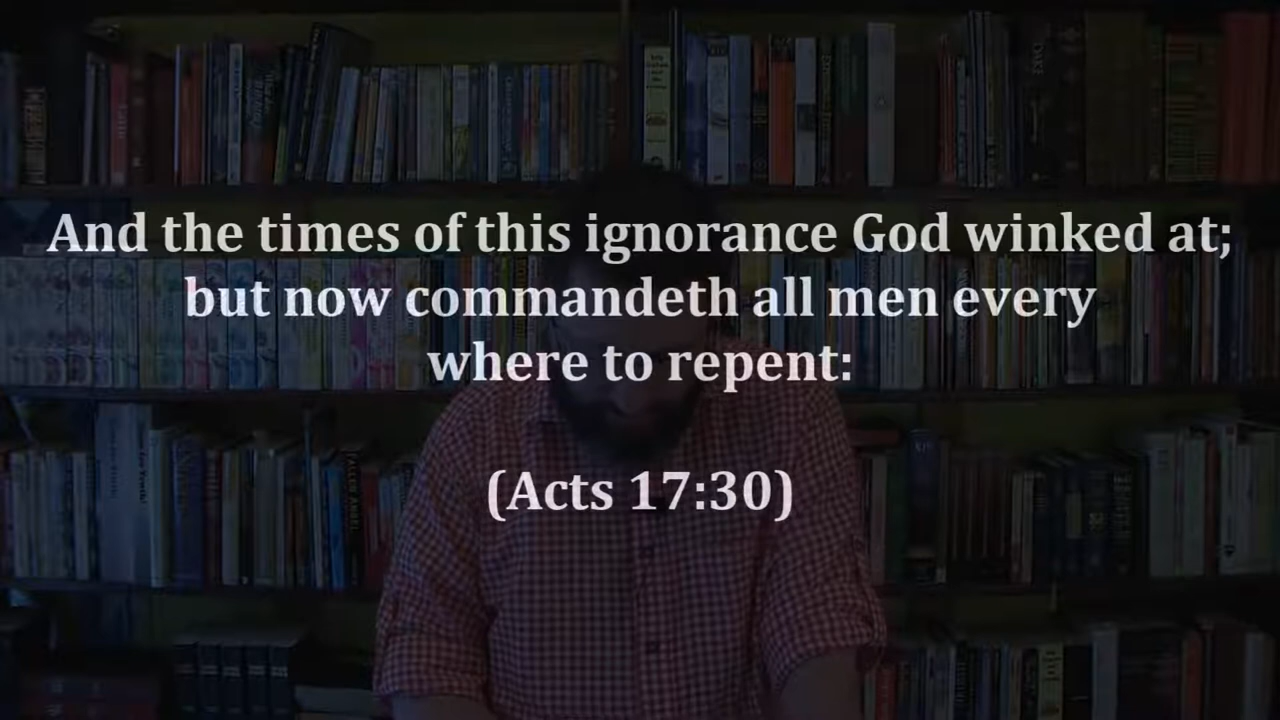 And the times of this ignorance God winked at;
but now commandeth all men every
where to repent:
(Acts 17:30)